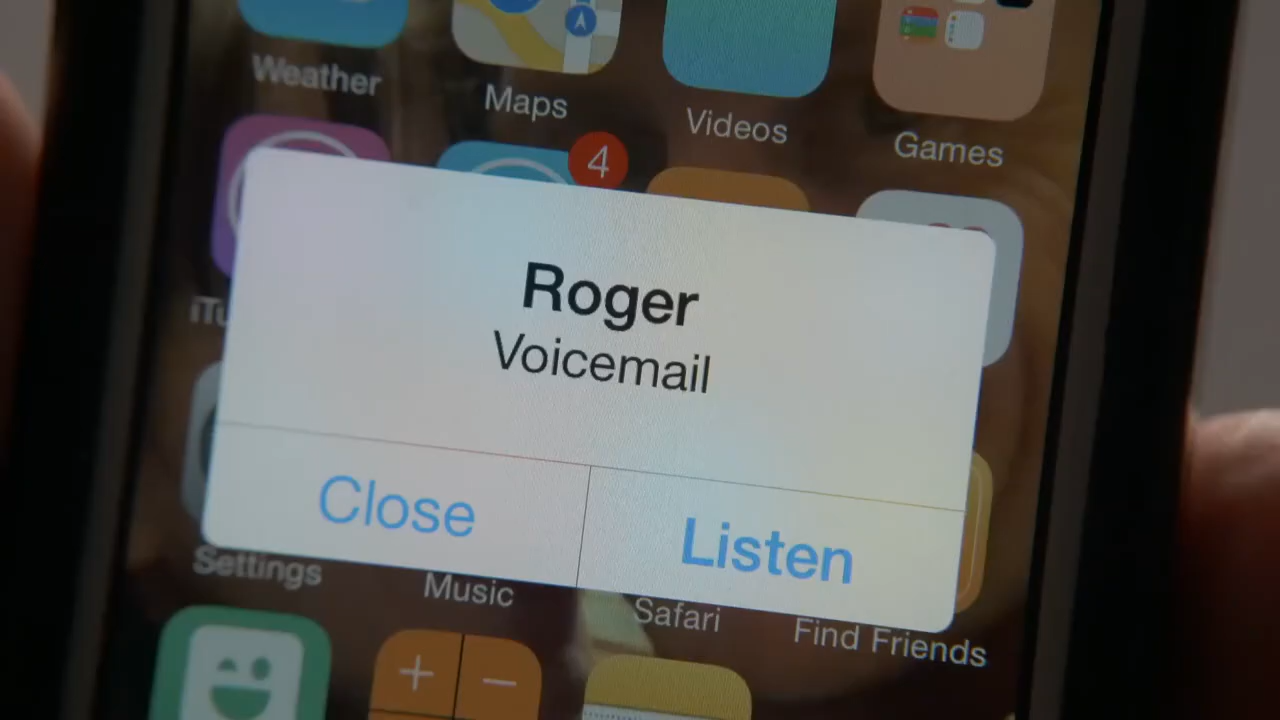 Weather
Maps
Videos
Games
4
Roger
Voicemail
Close
Listen
Settings
Music
Safari
Find Friends